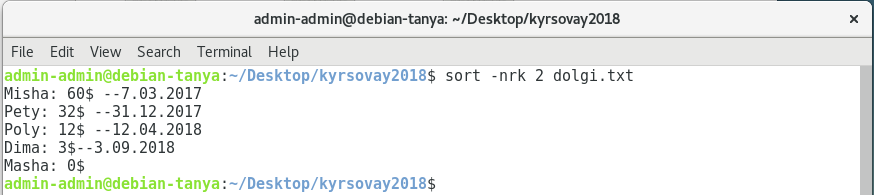 admin-admin@debian-tanya: ~/Desktop/kyrsovay2018 ×
File Edit View Search Terminal Help
admin-admin@debian-tanya:~/Desktop/kyrsovay2018$ sort -nrk 2 dolgi.txt
Misha: 60$ --7.03.2017
Pety: 32$ --31.12.2017
Poly: 12$ --12.04.2018
Dima: 3$--3.09.2018
Masha: 0$
admin-admin@debian-tanya:~/Desktop/kyrsovay2018$